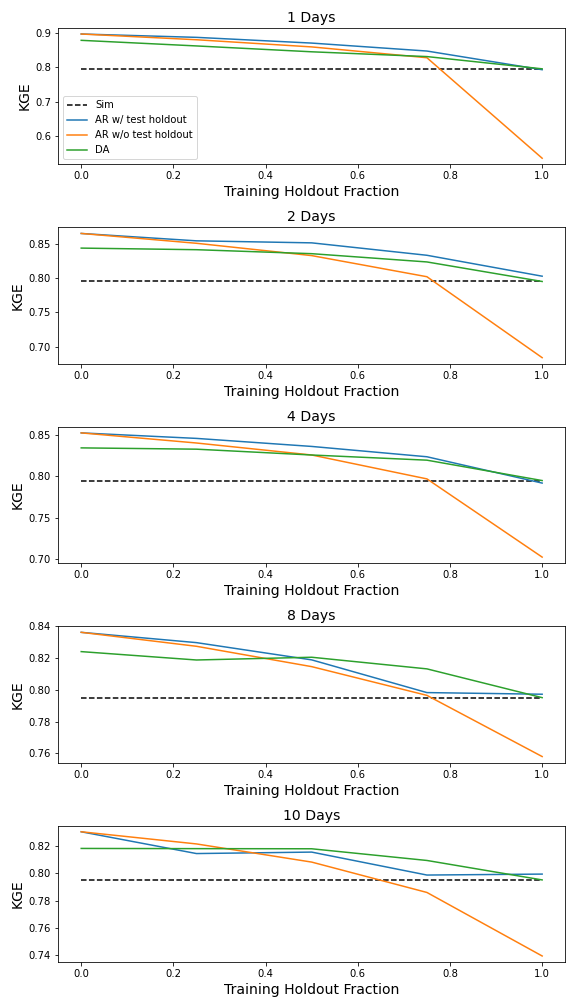 1 Days
KGE
0.9
0.8
0.7
0.6
Sim
AR w/ test holdout
AR w/o test holdout
DA
0.0 0.2 0.4 0.6 0.8 1.0
Training Holdout Fraction
2 Days
KGE
0.85
0.80
0.75
0.70
0.0 0.2 0.4 0.6 0.8 1.0
Training Holdout Fraction
4 Days
KGE
0.85
0.80
0.75
0.70
0.0 0.2 0.4 0.6 0.8 1.0
Training Holdout Fraction
8 Days
KGE
0.84
0.82
0.80
0.78
0.76
0.0 0.2 0.4 0.6 0.8 1.0
Training Holdout Fraction
10 Days
KGE
0.82
0.80
0.78
0.76
0.74
0.0 0.2 0.4 0.6 0.8 1.0
Training Holdout Fraction